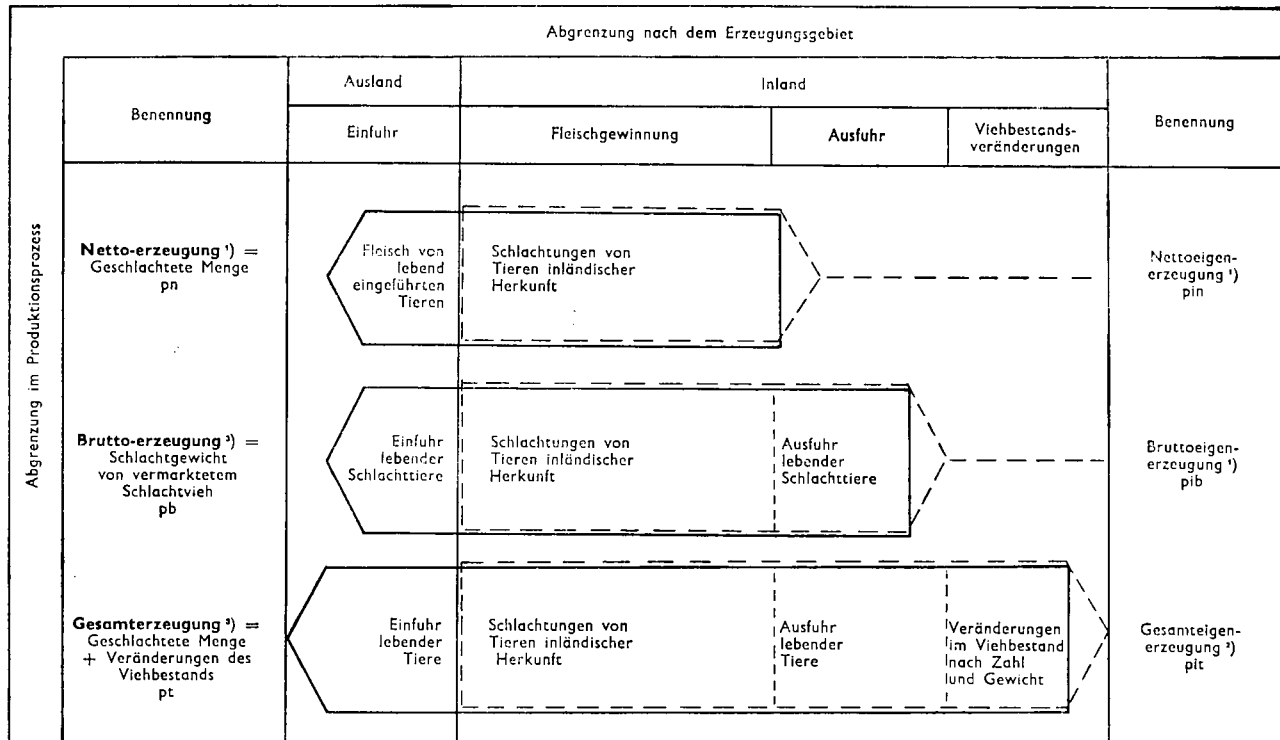 Abgrenzung nach dem Erzeugungsgebiet
Abgrenzung im Produktionsprozess
Benennung
Ausland
Inland
Benennung
Einfuhr
Fleischgewinnung
Ausfuhr
Viehbestands-
veränderungen
Netto-erzeugung ¹) =
Geschlachtete Menge
pn
Fleisch von
lebend
eingeführten
Tieren
Schlachtungen von
Tieren inländischer
Herkunft
Nettoeigen-
erzeugung ¹)
pin
Brutto-erzeugung ²) =
Schlachtgewicht
von vermarktetem
Schlachtvieh
pb
Einfuhr
lebender
Schlachttiere
Schlachtungen von
Tieren inländischer
Herkunft
Ausfuhr
lebender
Schlachttiere
Bruttoeigen-
erzeugung ¹)
pib
Gesamterzeugung ³) =
Geschlachtete Menge
+ Veränderungen des
Viehbestands
pt
Einfuhr
lebender
Tiere
Schlachtungen von
Tieren inländischer
Herkunft
Ausfuhr
lebender
Tiere
Veränderungen
im Viehbestand
nach Zahl
und Gewicht
Gesamteigen-
erzeugung ²)
pit